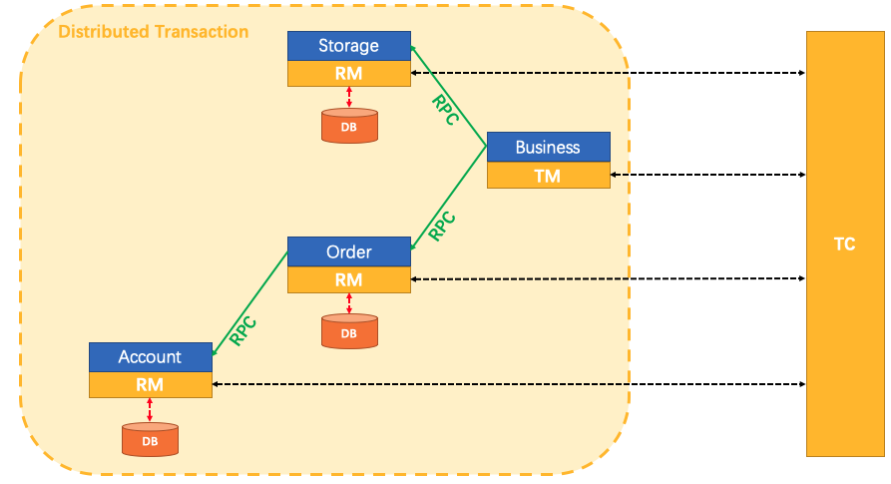 Distributed Transaction
Storage
RM
DB
RPC
Business
TM
RPC
Order
RM
DB
RPC
Account
RM
DB
TC